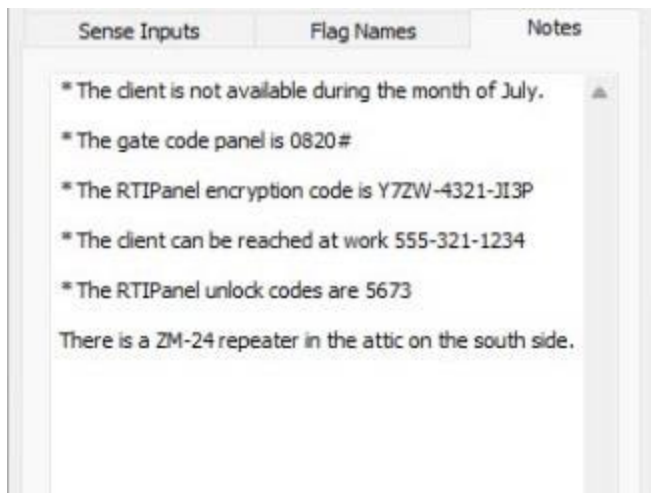 Sense Inputs Flag Names Notes
* The client is not available during the month of July.
* The gate code panel is 0820#
* The RTIPanel encryption code is Y7ZW-4321-JI3P
* The client can be reached at work 555-321-1234
* The RTIPanel unlock codes are 5673
There is a ZM-24 repeater in the attic on the south side.